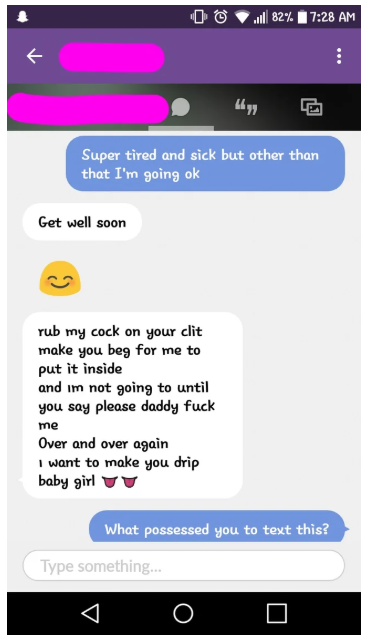 82% 7:28 AM
Super tired and sick but other than
that I'm going ok
Get well soon
😊
rub my cock on your clit
make you beg for me to
put it inside
and ım not going to until
you say please daddy fuck
me
Over and over again
ı want to make you drip
baby girl 👅👅
What possessed you to text this?
Type something...